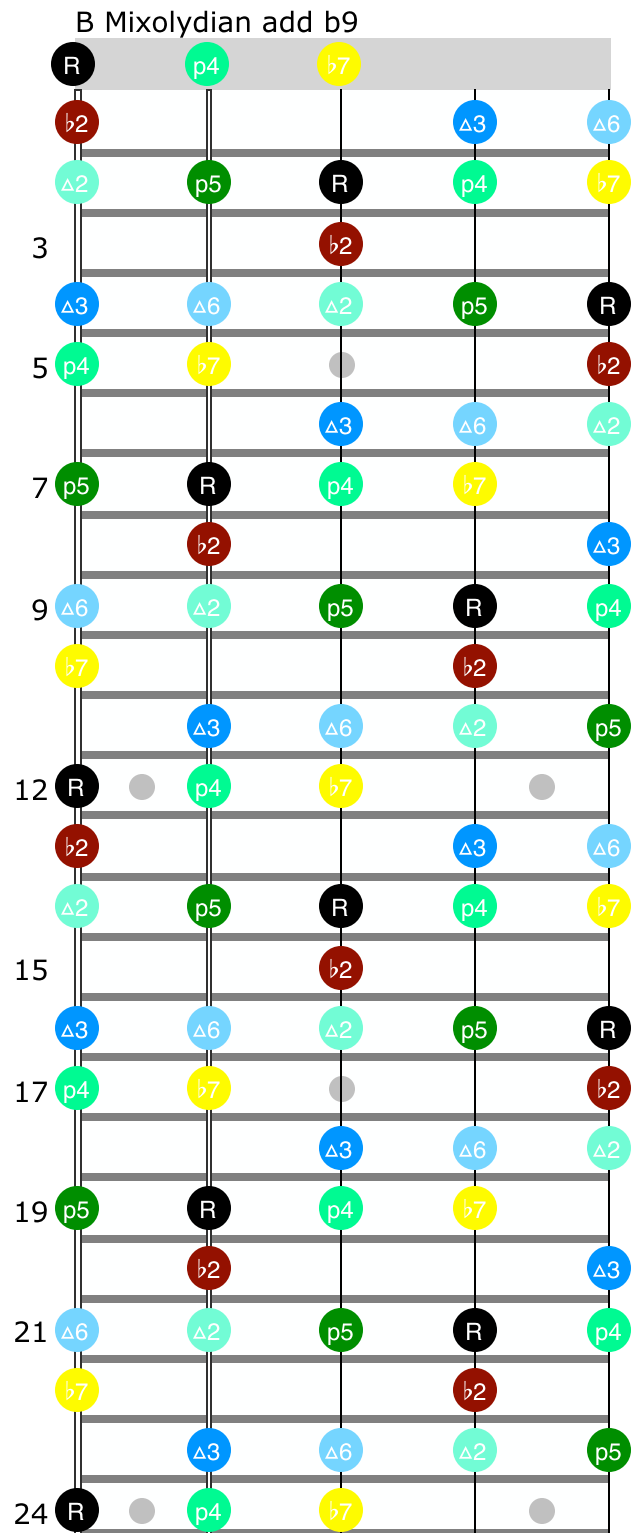 B Mixolydian add b9
R p4 ♭7
♭2 △3 △6
△2 p5 R p4 ♭7
3 ♭2
△3 △6 △2 p5 R
5 p4 ♭7 ♭2
△3 △6 △2
7 p5 R p4 ♭7
♭2 △3
9 △6 △2 p5 R p4
♭7 ♭2
△3 △6 △2 p5
12 R p4 ♭7
♭2 △3 △6
△2 p5 R p4 ♭7
15 ♭2
△3 △6 △2 p5 R
17 p4 ♭7 ♭2
△3 △6 △2
19 p5 R p4 ♭7
♭2 △3
21 △6 △2 p5 R p4
♭7 ♭2
△3 △6 △2 p5
24 R p4 ♭7